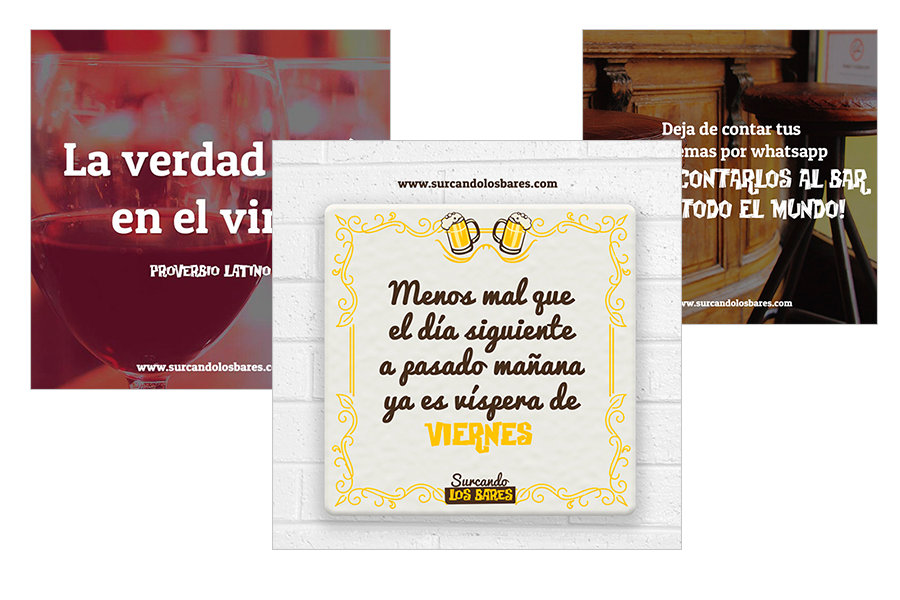 La verdad
en el
PROVERBIO LATINO
www.surcandolosbares.c
www.surcandolosbares.com
Menos mal que
el día siguiente
a pasado mañana
ya es víspera de
VIERNES
Surcando
LOS BARES
Deja de contar tus
emas por whatsapp
CONTARLOS AL BAR
TODO EL MUNDO!
www.surcandolosbares.com